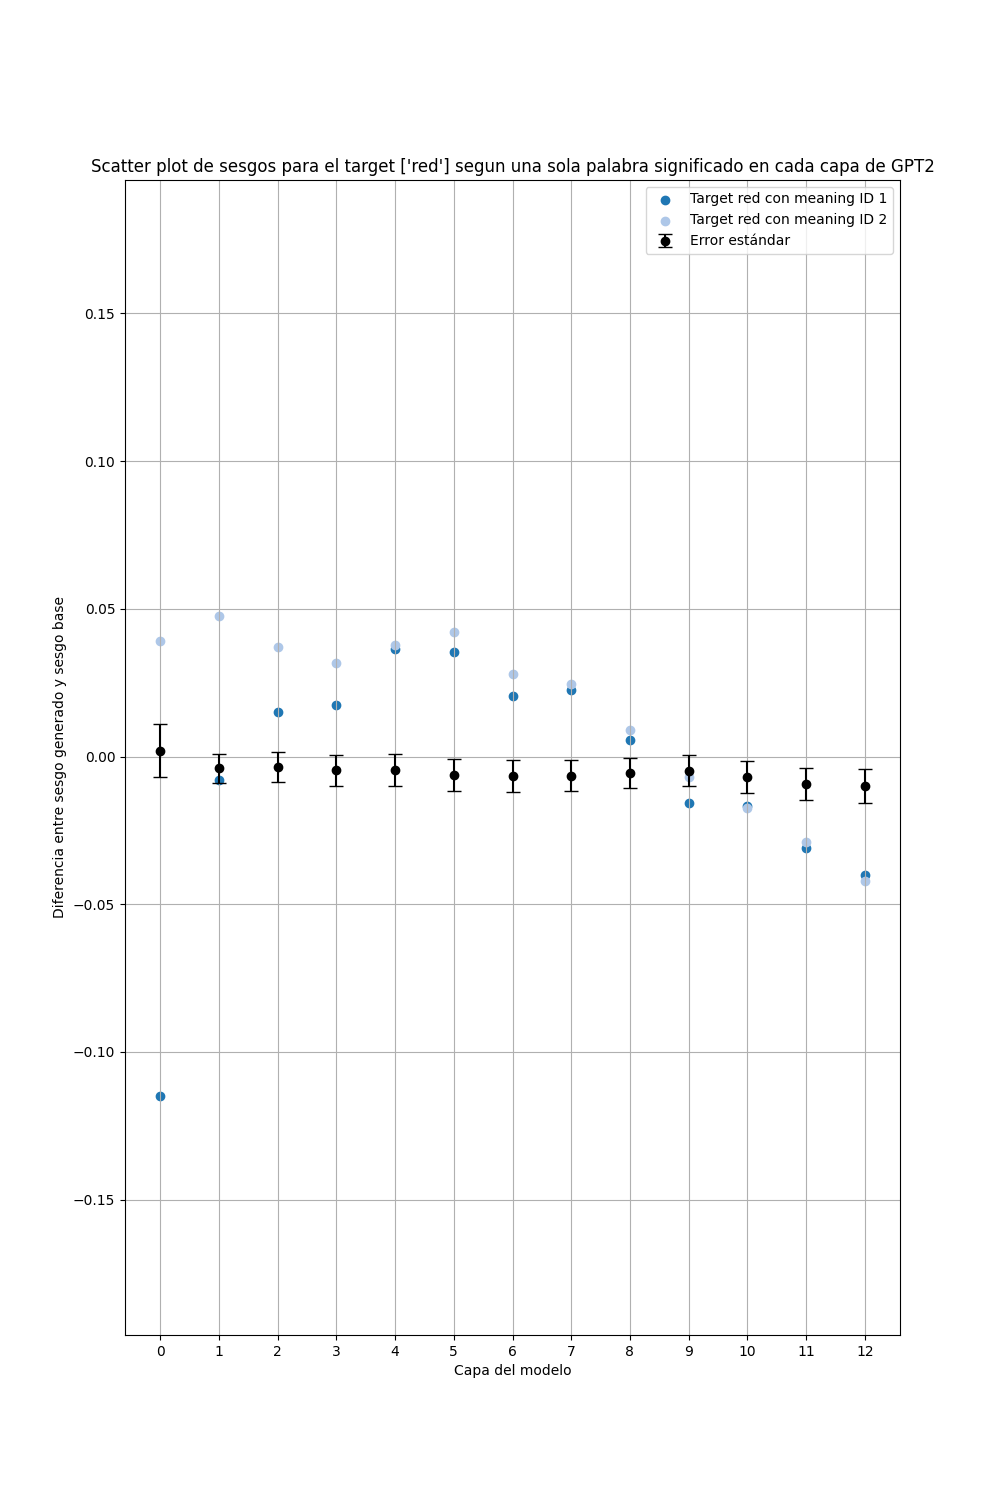 Scatter plot de sesgos para el target ['red'] segun una sola palabra significado en cada capa de GPT2
Target red con meaning ID 1
Target red con meaning ID 2
Error estándar
0.15
0.10
0.05
0.00
−0.05
−0.10
−0.15
Diferencia entre sesgo generado y sesgo base
0 1 2 3 4 5 6 7 8 9 10 11 12
Capa del modelo